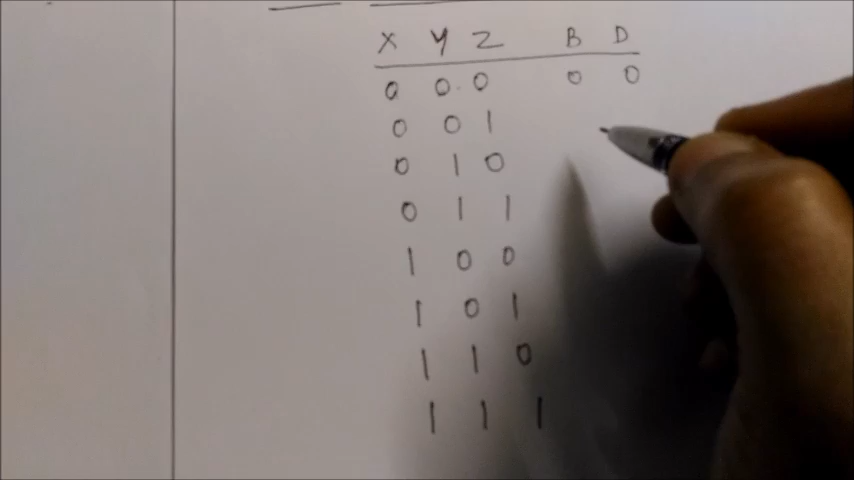 X Y Z B D
0 0 0 0 0
0 0 1
0 1 0
0 1 1
1 0 0
1 0 1
1 1 0
1 1 1